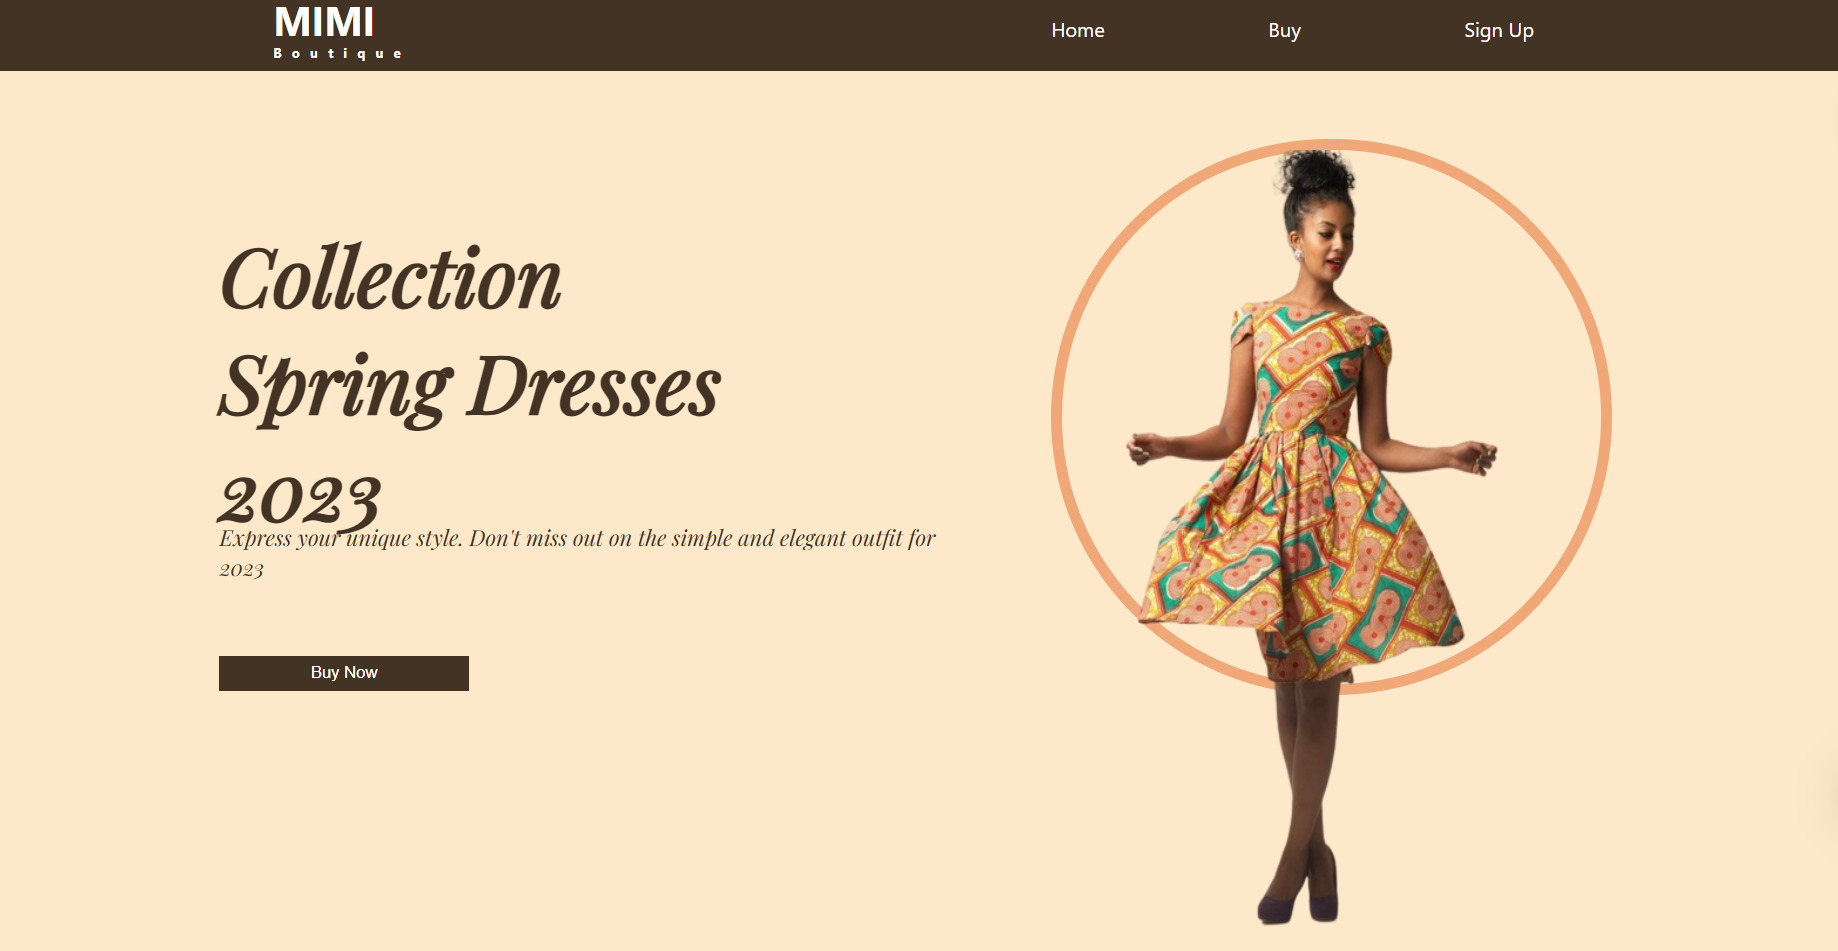 MIMI
Boutique
Home
Buy
Sign Up
Collection
Spring Dresses
2023
Express your unique style. Don't miss out on the simple and elegant outfit for
2023
Buy Now